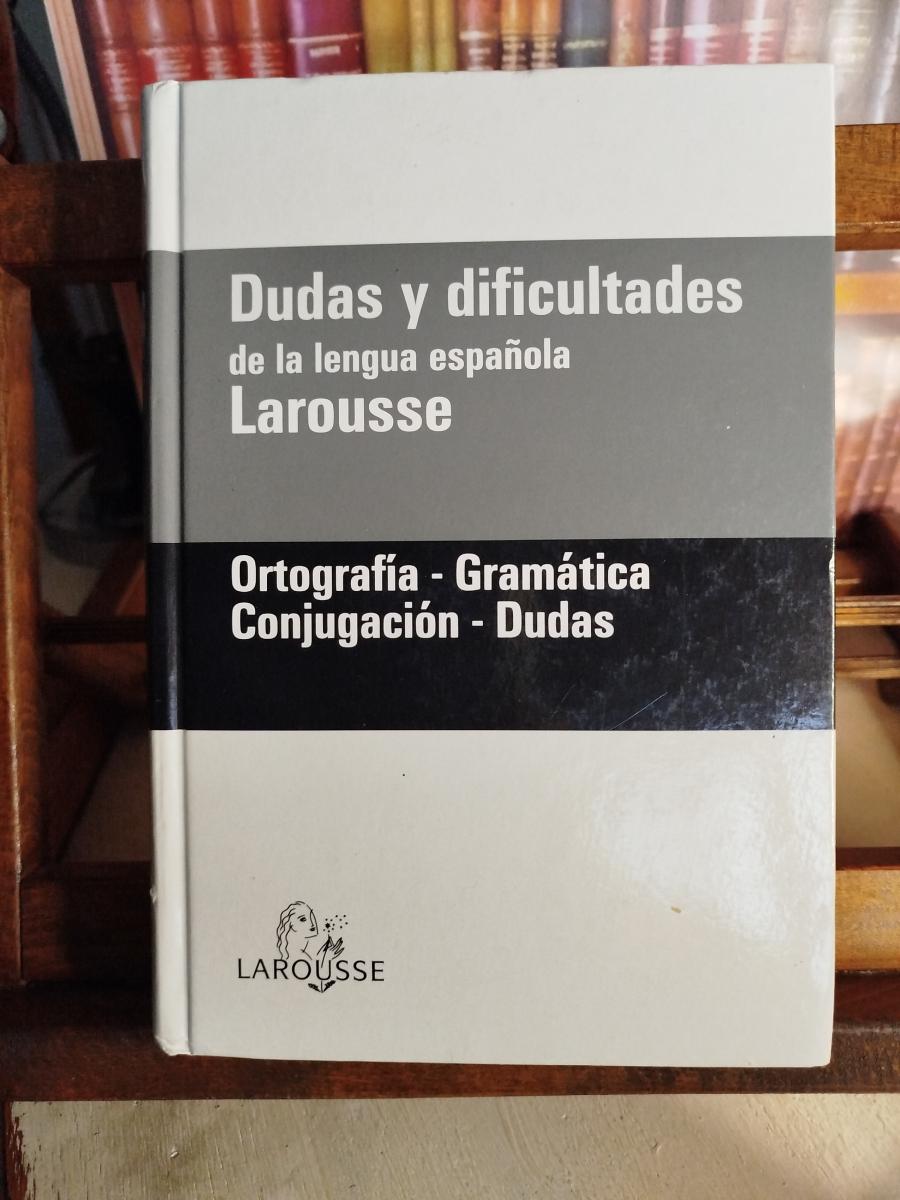 Dudas y dificultades
de la lengua española
Larousse
Ortografía - Gramática
Conjugación - Dudas
LAROUSSE